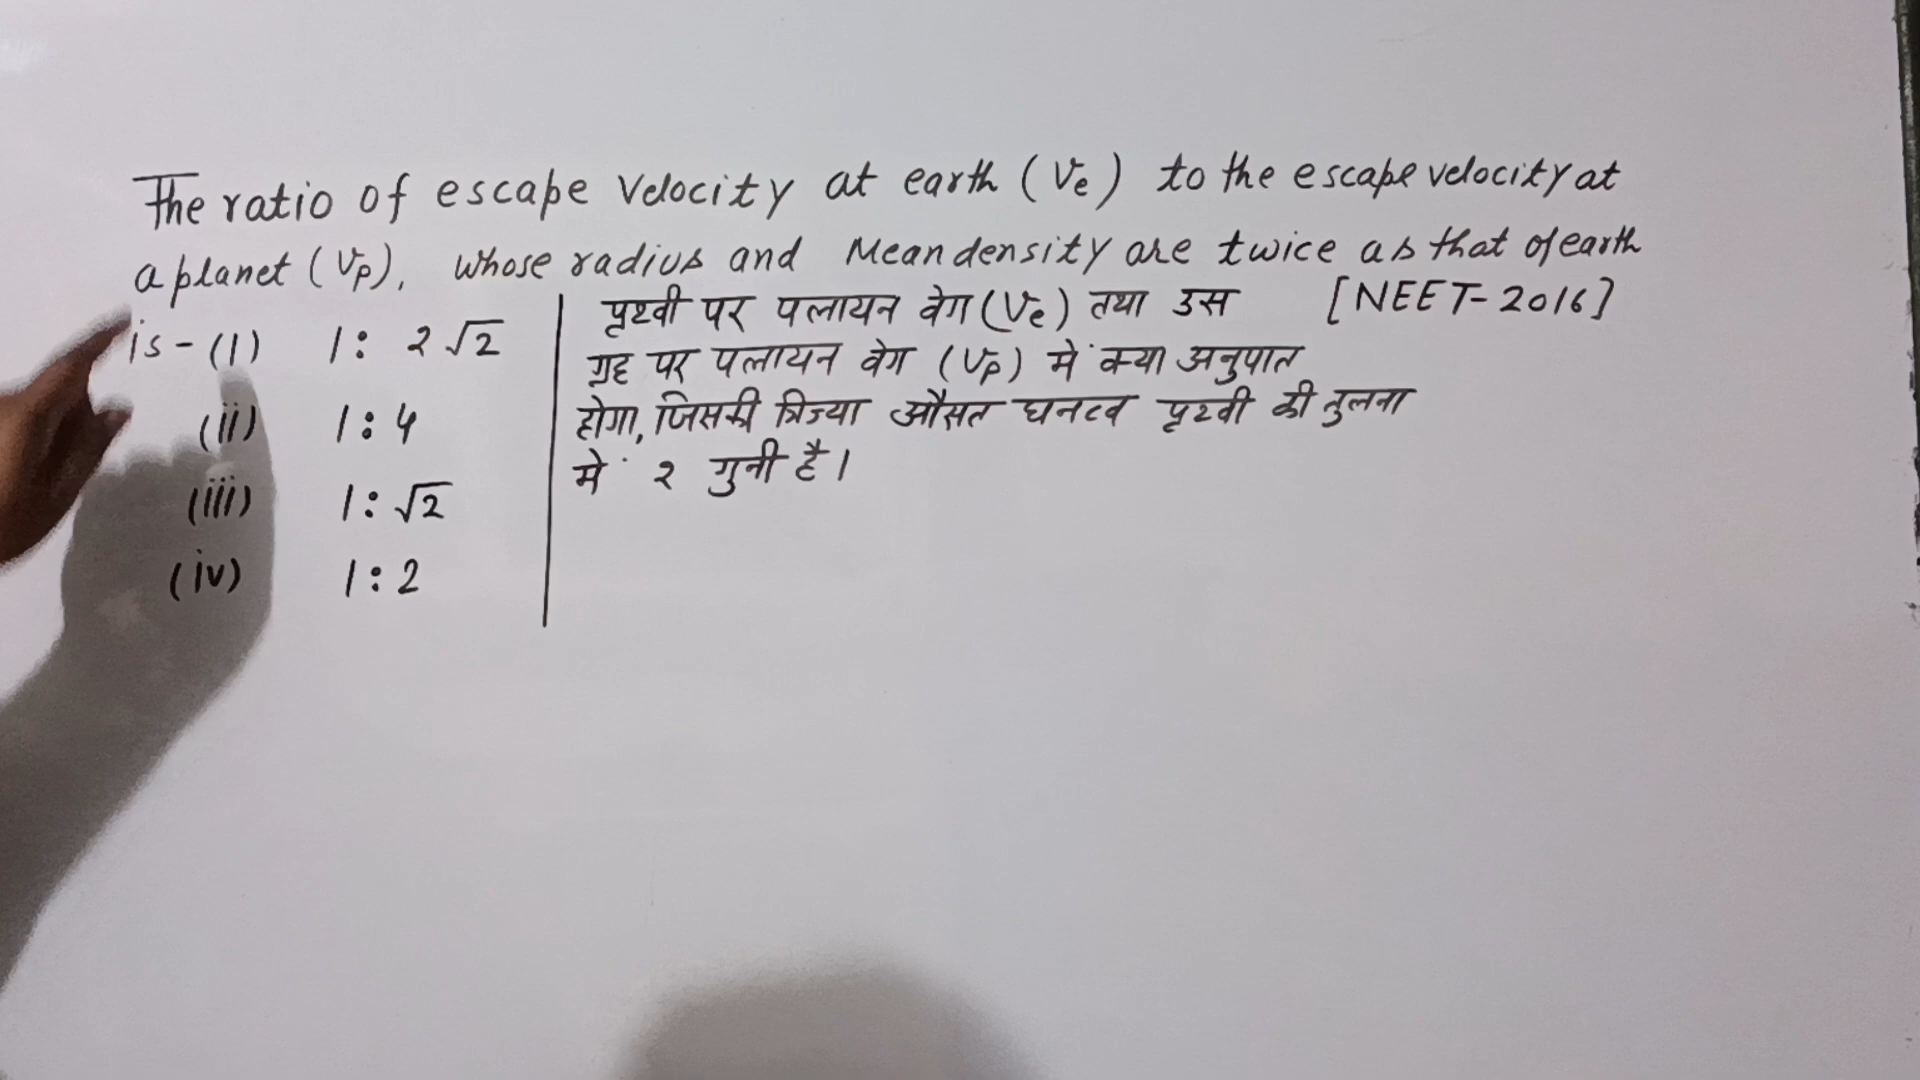 The ratio of escape velocity at earth (Ve) to the escape velocity at
a planet (Vp), whose radius and Mean density are twice as that of earth
is - (1) 1 : 2√2
(ii) 1 : 4
(iii) 1 : √2
(iv) 1 : 2
पृथ्वी पर पलायन वेग (Ve) तथा उस [NEET-2016]
ग्रह पर पलायन वेग (Vp) में क्या अनुपात
होगा, जिसकी त्रिज्या औसत घनत्व पृथ्वी की तुलना
में २ गुनी है।